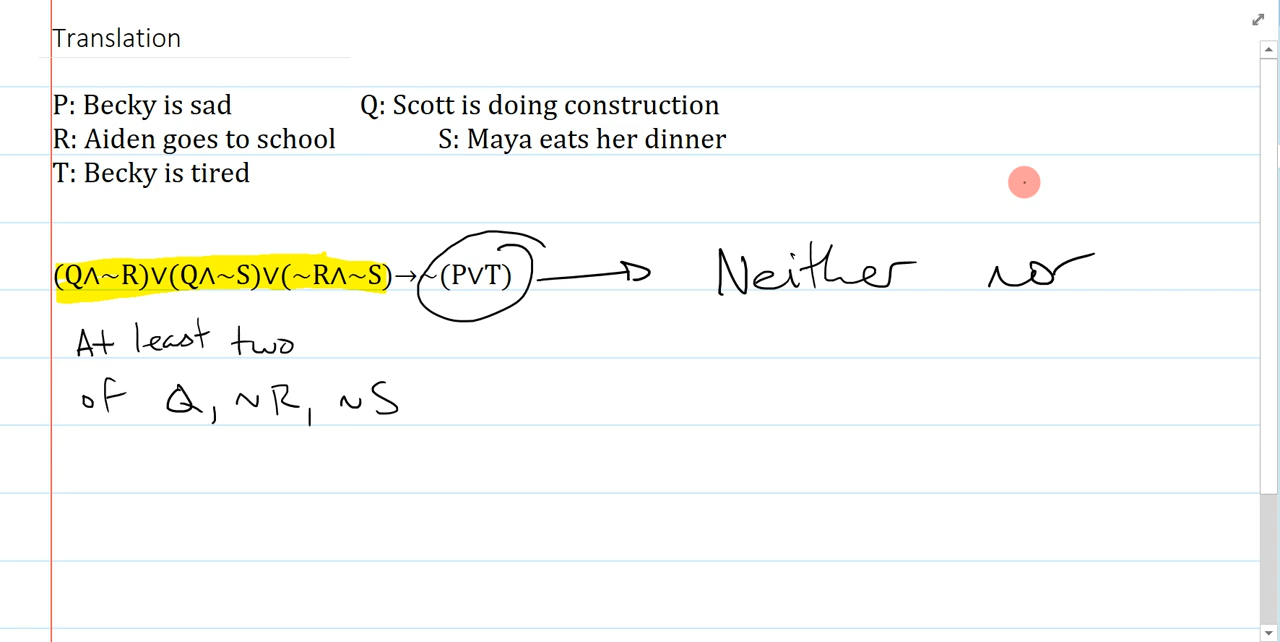 Translation
P: Becky is sad Q: Scott is doing construction
R: Aiden goes to school S: Maya eats her dinner
T: Becky is tired
(Q∧~R)∨(Q∧~S)∨(~R∧~S)→~(P∨T) Neither nor
At least two
of Q, ~R, ~S